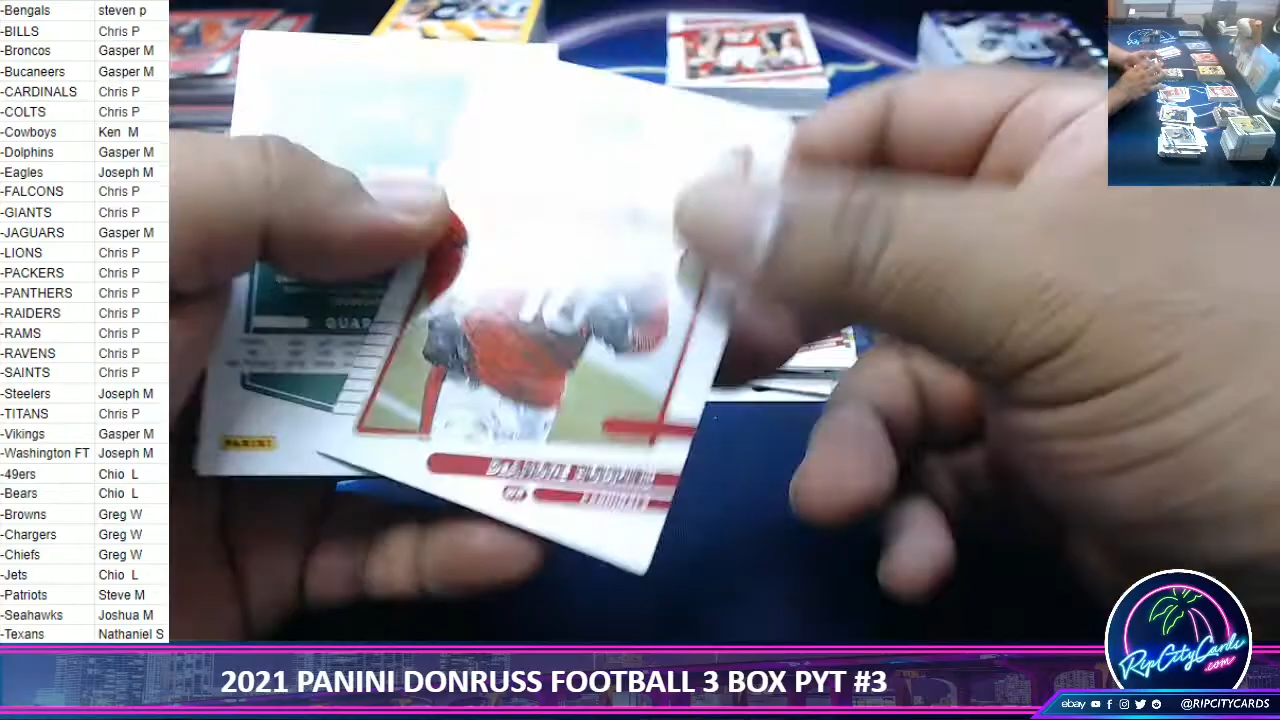 -Bengals steven p
-BILLS Chris P
-Broncos Gasper M
-Bucaneers Gasper M
-CARDINALS Chris P
-COLTS Chris P
-Cowboys Ken M
-Dolphins Gasper M
-Eagles Joseph M
-FALCONS Chris P
-GIANTS Chris P
-JAGUARS Gasper M
-LIONS Chris P
-PACKERS Chris P
-PANTHERS Chris P
-RAIDERS Chris P
-RAMS Chris P
-RAVENS Chris P
-SAINTS Chris P
-Steelers Joseph M
-TITANS Chris P
-Vikings Gasper M
-Washington FT Joseph M
-49ers Chio L
-Bears Chio L
-Browns Greg W
-Chargers Greg W
-Chiefs Greg W
-Jets Chio L
-Patriots Steve M
-Seahawks Joshua M
-Texans Nathaniel S
QUAR
PANINI
RipCityCards
.com
2021 PANINI DONRUSS FOOTBALL 3 BOX PYT #3
ebay @RIPCITYCARDS